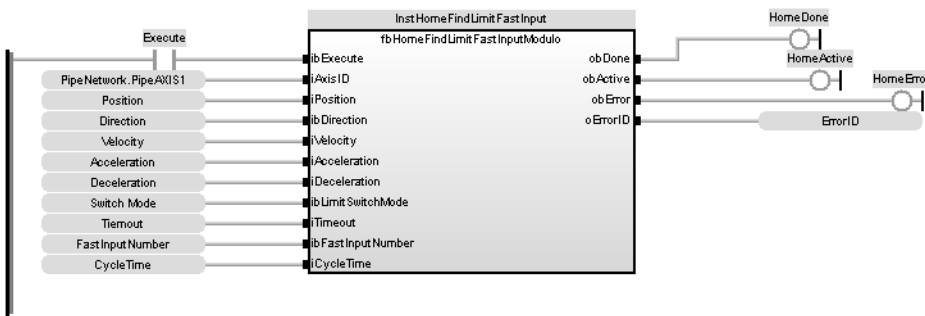 InstHomeFindLimitFastInput
HomeDone
Execute
fbHomeFindLimitFastInputModulo
ibExecute
obDone
HomeActive
PipeNetwork.PipeAXIS1
iAxisID
obActive
HomeErro
Position
iPosition
obError
Direction
ibDirection
oErrorID
ErrorID
Velocity
iVelocity
Acceleration
iAcceleration
Deceleration
iDeceleration
Switch Mode
ibLimitSwitchMode
Tiemout
iTimeout
FastInputNumber
ibFastInputNumber
CycleTime
iCycleTime